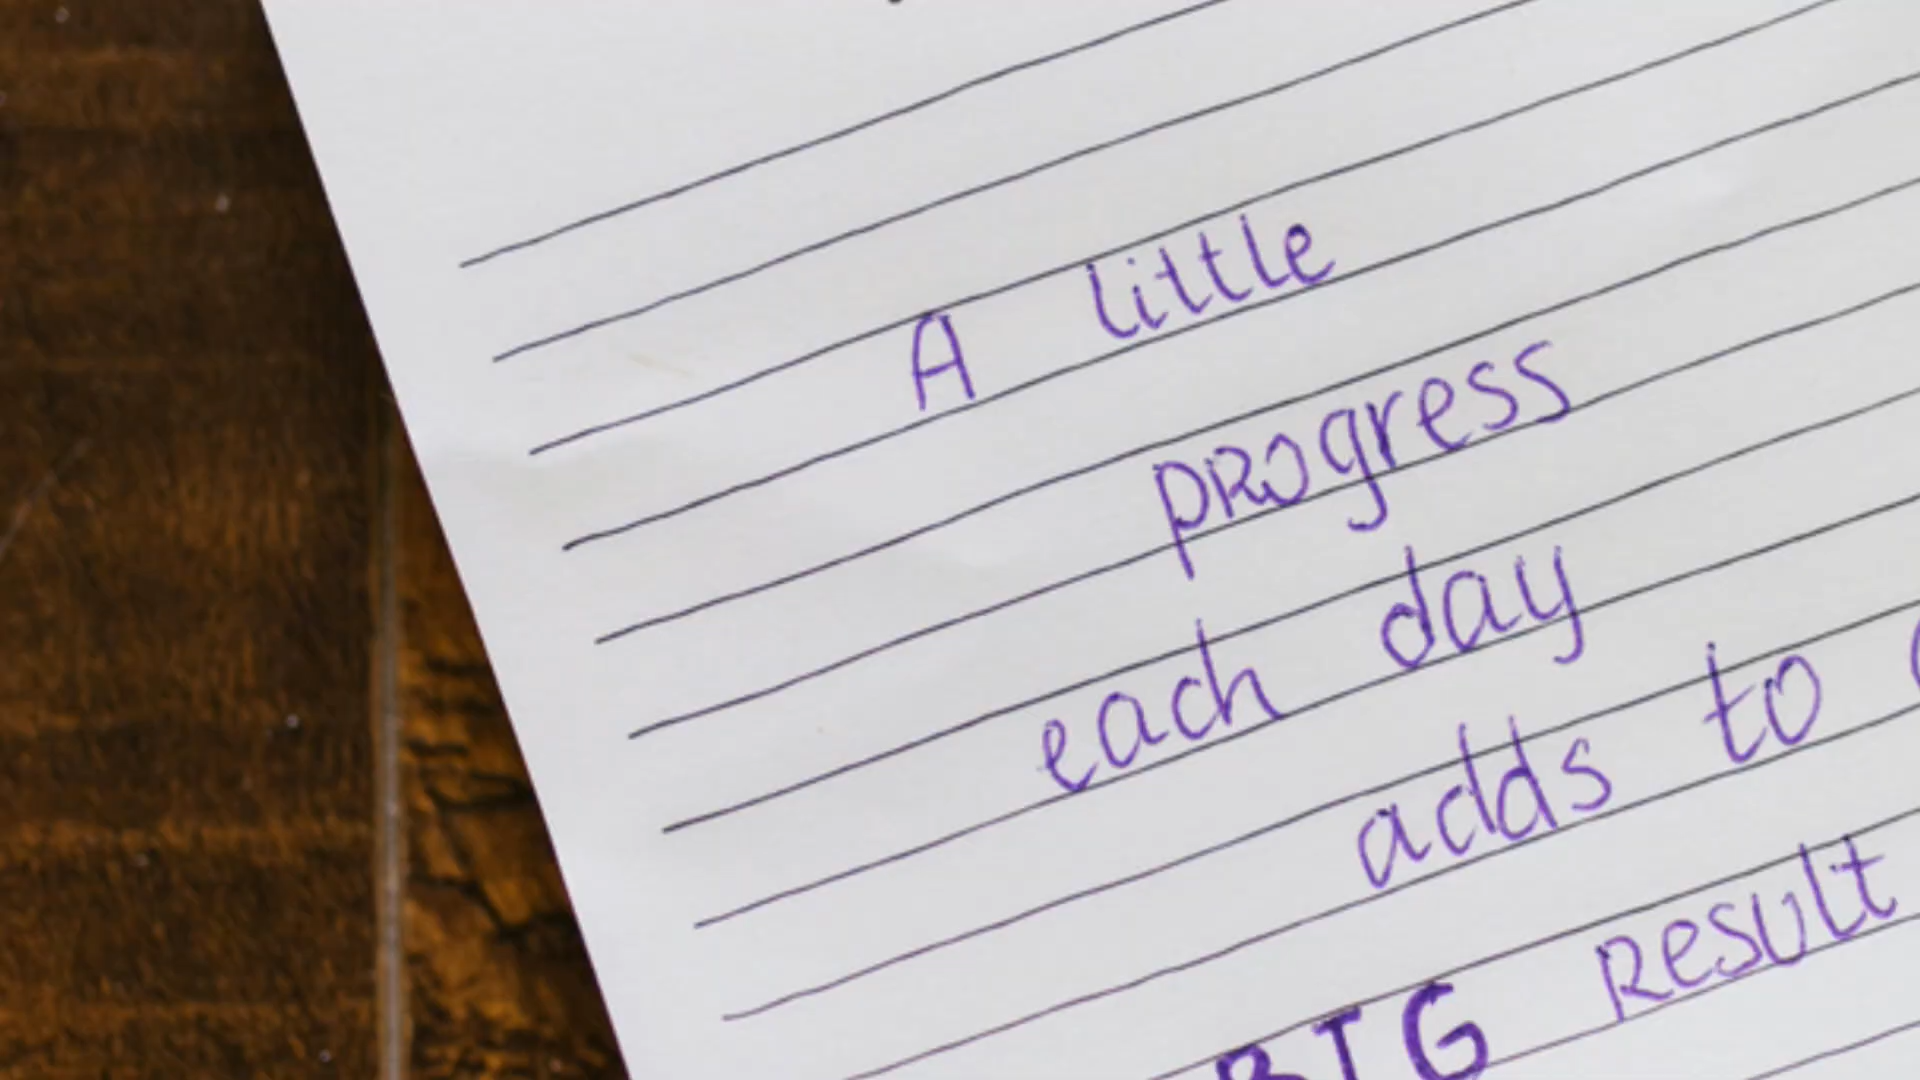 A little
progress
each day
adds to
BIG Result